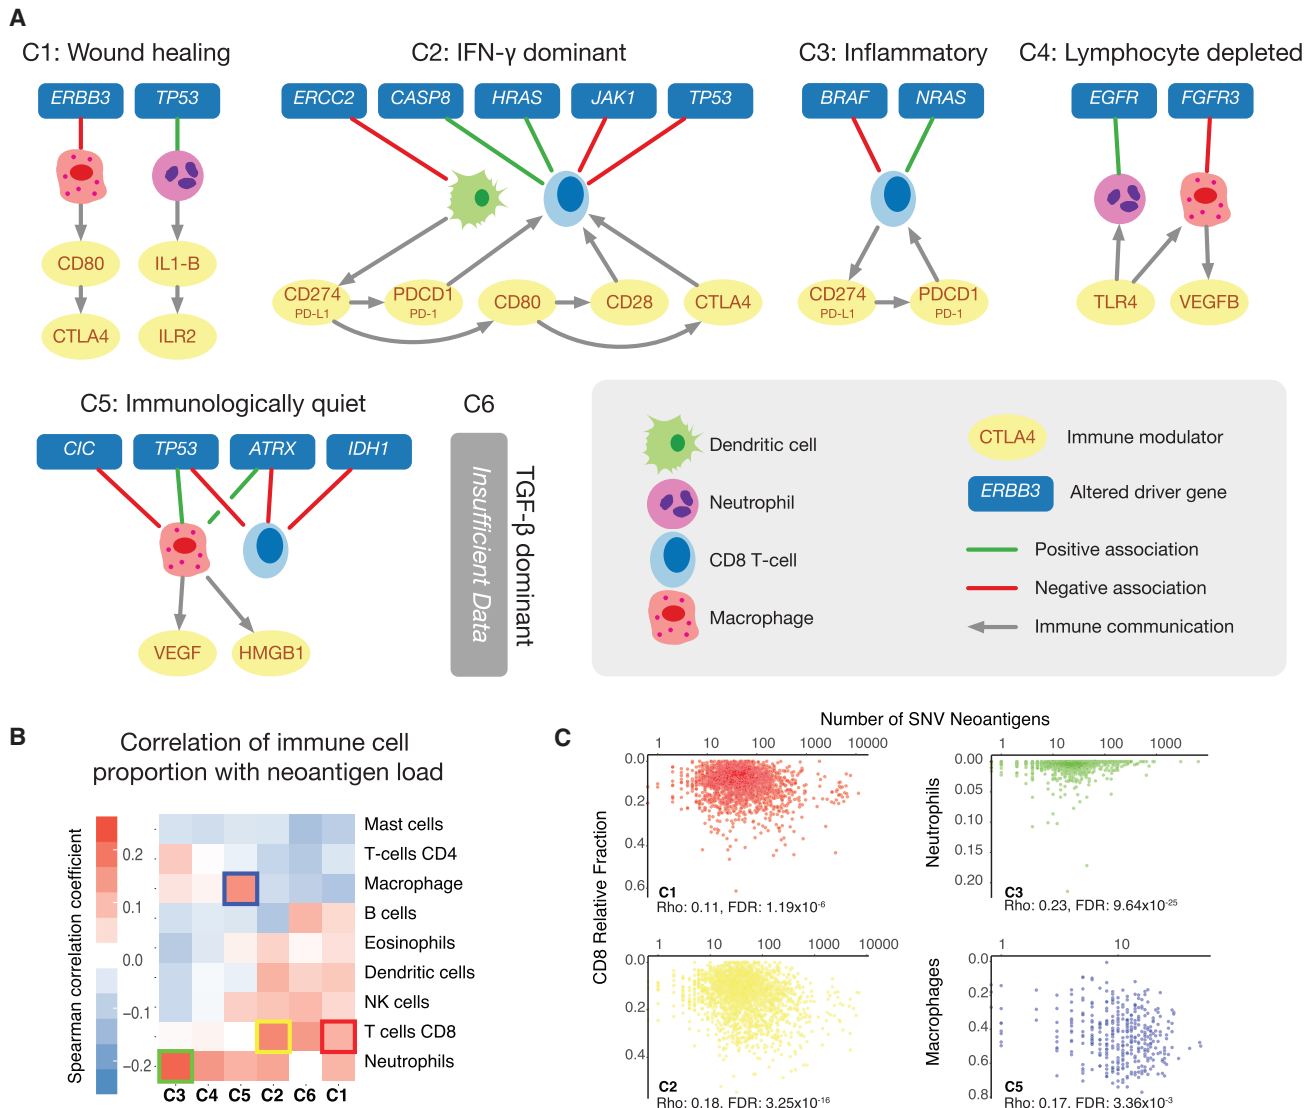 A
C1: Wound healing
C2: IFN-γ dominant
C3: Inflammatory
C4: Lymphocyte depleted
ERBB3
TP53
CD80
IL1-B
CTLA4
ILR2
ERCC2
CASP8
HRAS
JAK1
TP53
CD274
PD-L1
PDCD1
PD-1
CD80
CD28
CTLA4
BRAF
NRAS
CD274
PD-L1
PDCD1
PD-1
EGFR
FGFR3
TLR4
VEGFB
C5: Immunologically quiet
CIC
TP53
ATRX
IDH1
VEGF
HMGB1
C6
Insufficient Data
TGF-β dominant
Dendritic cell
Neutrophil
CD8 T-cell
Macrophage
CTLA4
Immune modulator
ERBB3
Altered driver gene
Positive association
Negative association
Immune communication
B
Correlation of immune cell
proportion with neoantigen load
Spearman correlation coefficient
0.2
0.1
0.0
−0.1
−0.2
Mast cells
T-cells CD4
Macrophage
B cells
Eosinophils
Dendritic cells
NK cells
T cells CD8
Neutrophils
C3 C4 C5 C2 C6 C1
C
Number of SNV Neoantigens
CD8 Relative Fraction
1 10 100 1000 10000
0.0
0.2
0.4
0.6
C1
Rho: 0.11, FDR: 1.19x10-6
Neutrophils
1 10 100 1000
0.00
0.05
0.10
0.15
0.20
C3
Rho: 0.23, FDR: 9.64x10-25
1 10 100 1000 10000
0.0
0.2
0.4
C2
Rho: 0.18, FDR: 3.25x10-16
Macrophages
1 10
0.0
0.2
0.4
0.6
0.8
C5
Rho: 0.17, FDR: 3.36x10-3